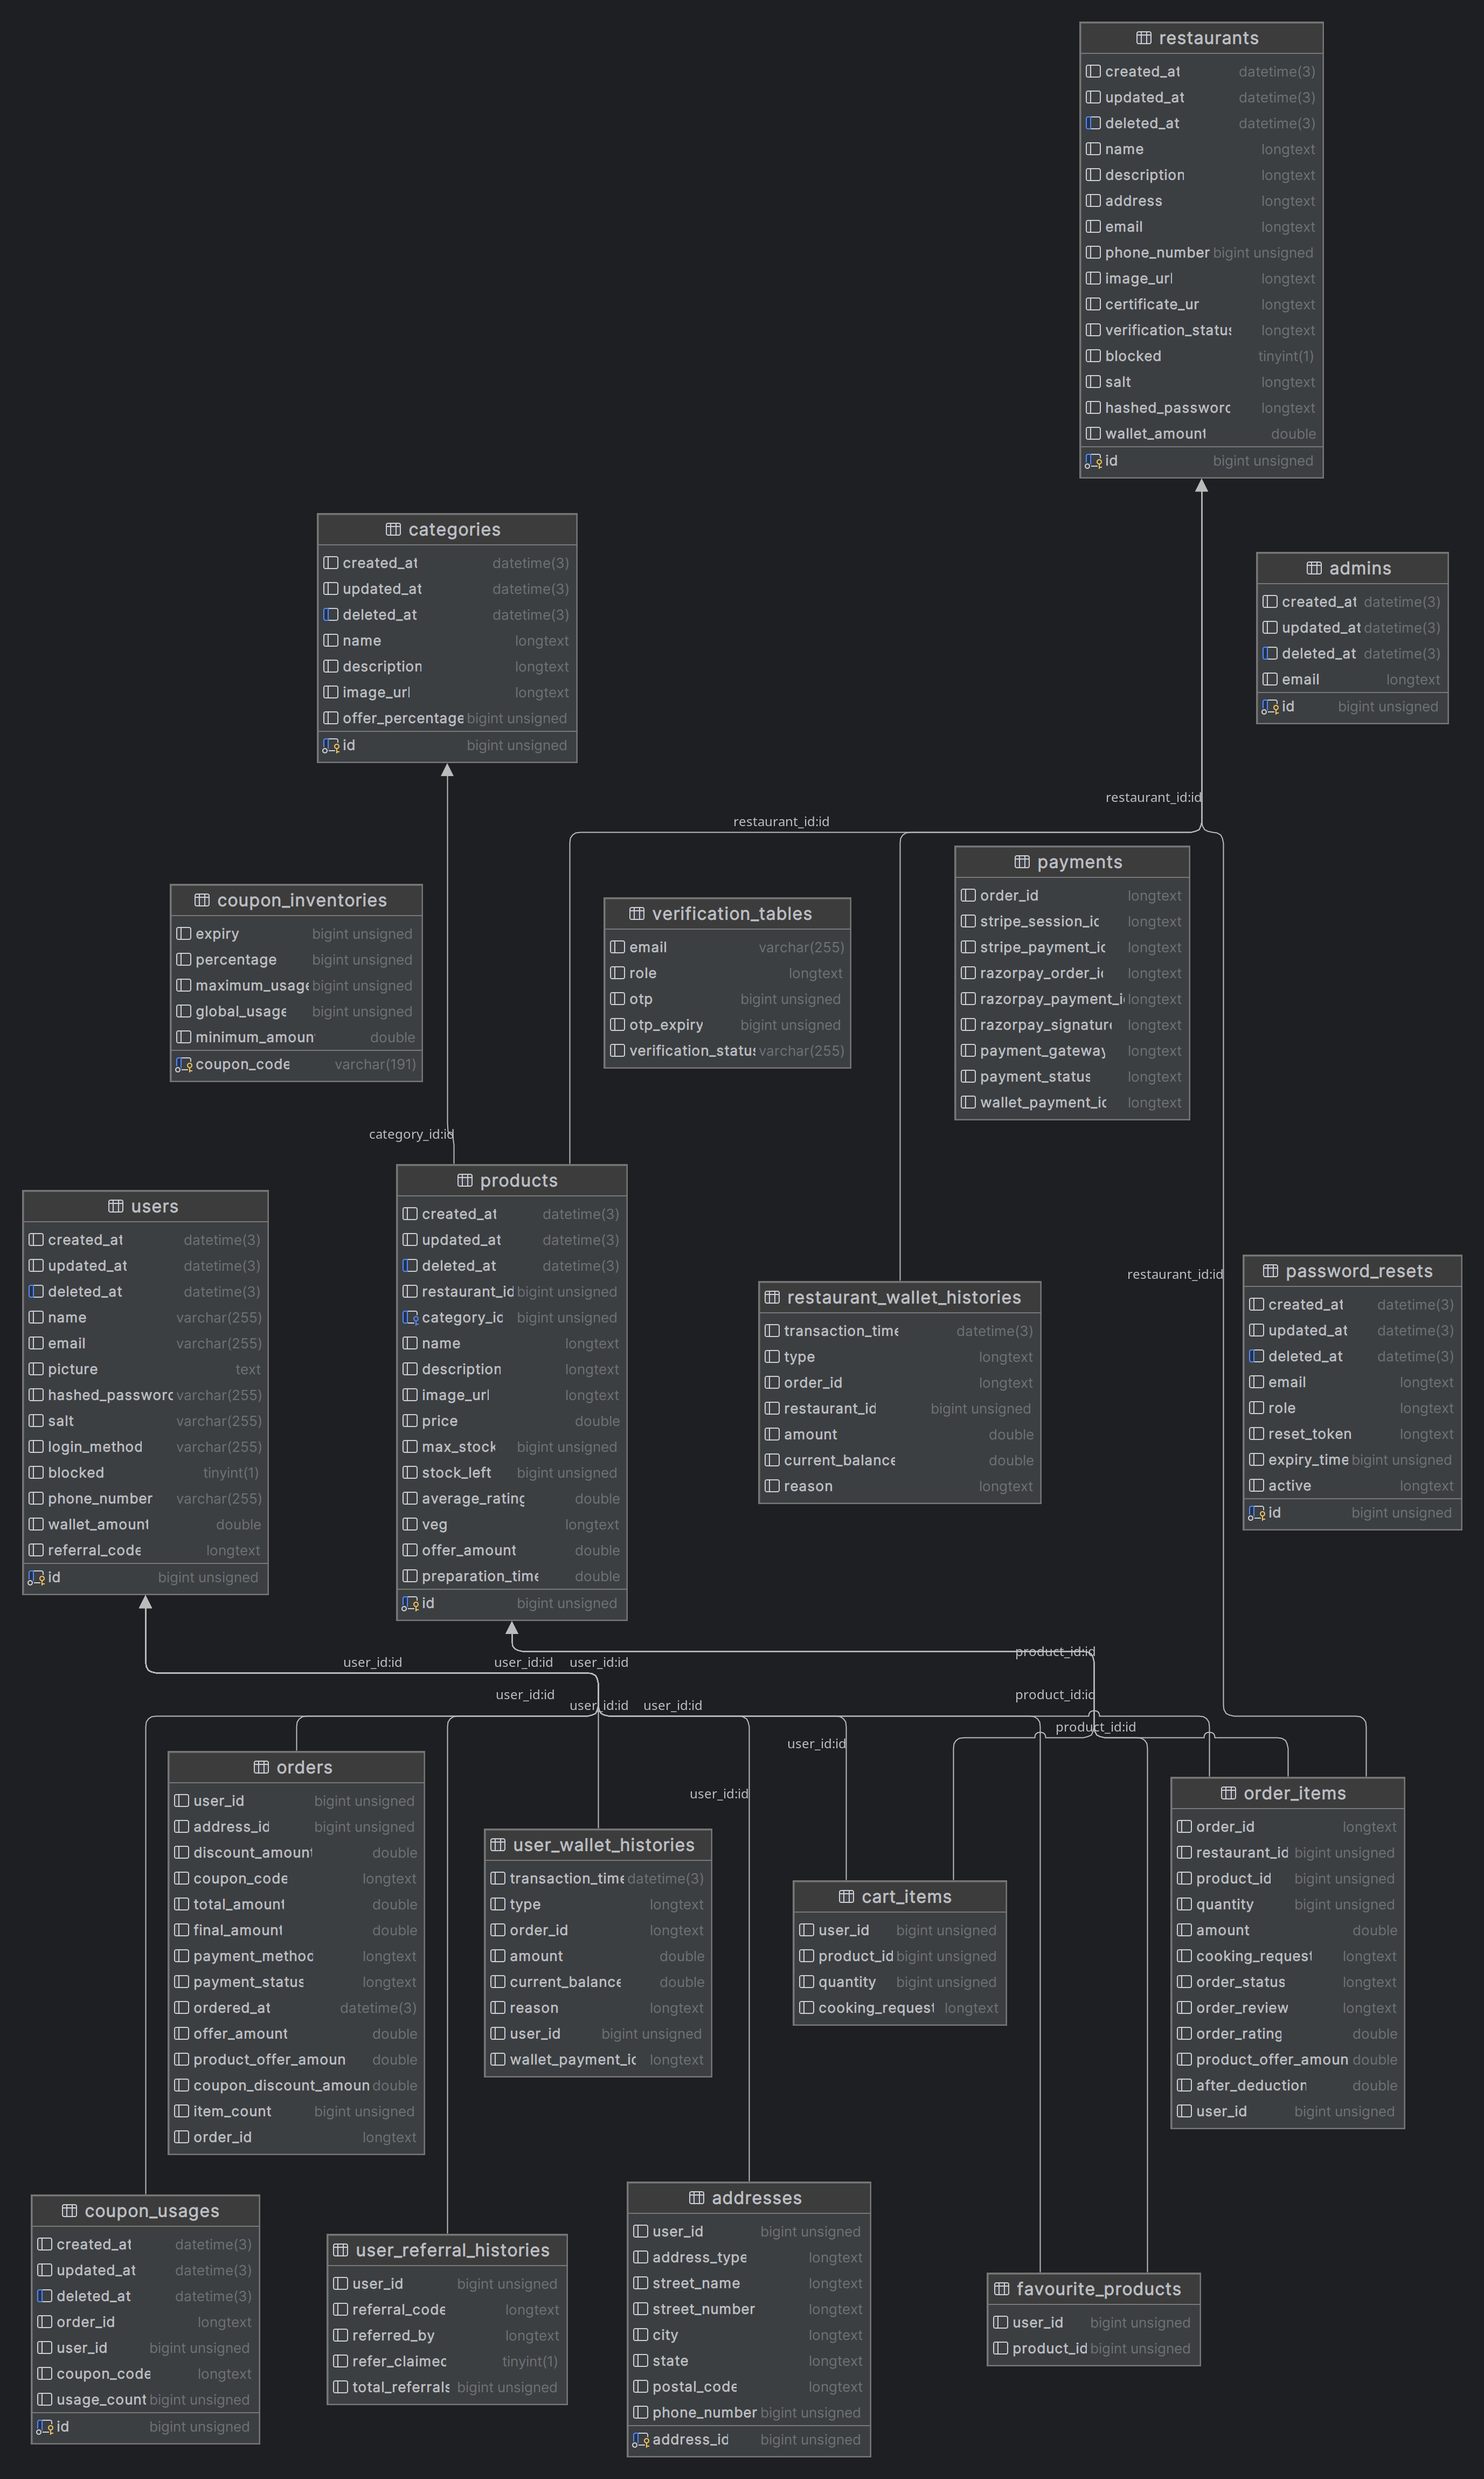 restaurants
created_at datetime(3)
updated_at datetime(3)
deleted_at datetime(3)
name longtext
description longtext
address longtext
email longtext
phone_number bigint unsigned
image_url longtext
certificate_ur longtext
verification_status longtext
blocked tinyint(1)
salt longtext
hashed_password longtext
wallet_amount double
id bigint unsigned
categories
created_at datetime(3)
updated_at datetime(3)
deleted_at datetime(3)
name longtext
description longtext
image_url longtext
offer_percentage bigint unsigned
id bigint unsigned
admins
created_at datetime(3)
updated_at datetime(3)
deleted_at datetime(3)
email longtext
id bigint unsigned
restaurant_id:id
restaurant_id:id
payments
order_id longtext
stripe_session_id longtext
stripe_payment_id longtext
razorpay_order_id longtext
razorpay_payment_i longtext
razorpay_signature longtext
payment_gateway longtext
payment_status longtext
wallet_payment_id longtext
coupon_inventories
expiry bigint unsigned
percentage bigint unsigned
maximum_usage bigint unsigned
global_usage bigint unsigned
minimum_amount double
coupon_code varchar(191)
verification_tables
email varchar(255)
role longtext
otp bigint unsigned
otp_expiry bigint unsigned
verification_status varchar(255)
category_id:id
users
created_at datetime(3)
updated_at datetime(3)
deleted_at datetime(3)
name varchar(255)
email varchar(255)
picture text
hashed_password varchar(255)
salt varchar(255)
login_method varchar(255)
blocked tinyint(1)
phone_number varchar(255)
wallet_amount double
referral_code longtext
id bigint unsigned
products
created_at datetime(3)
updated_at datetime(3)
deleted_at datetime(3)
restaurant_id bigint unsigned
category_id bigint unsigned
name longtext
description longtext
image_url longtext
price double
max_stock bigint unsigned
stock_left bigint unsigned
average_rating double
veg longtext
offer_amount double
preparation_time double
id bigint unsigned
restaurant_wallet_histories
transaction_time datetime(3)
type longtext
order_id longtext
restaurant_id bigint unsigned
amount double
current_balance double
reason longtext
restaurant_id:id
password_resets
created_at datetime(3)
updated_at datetime(3)
deleted_at datetime(3)
email longtext
role longtext
reset_token longtext
expiry_time bigint unsigned
active longtext
id bigint unsigned
product_id:id
user_id:id user_id:id user_id:id
user_id:id product_id:id
user_id:id user_id:id
product_id:id
user_id:id
user_id:id
orders
user_id bigint unsigned
address_id bigint unsigned
discount_amount double
coupon_code longtext
total_amount double
final_amount double
payment_method longtext
payment_status longtext
ordered_at datetime(3)
offer_amount double
product_offer_amoun double
coupon_discount_amoun double
item_count bigint unsigned
order_id longtext
user_wallet_histories
transaction_time datetime(3)
type longtext
order_id longtext
amount double
current_balance double
reason longtext
user_id bigint unsigned
wallet_payment_id longtext
cart_items
user_id bigint unsigned
product_id bigint unsigned
quantity bigint unsigned
cooking_request longtext
order_items
order_id longtext
restaurant_id bigint unsigned
product_id bigint unsigned
quantity bigint unsigned
amount double
cooking_request longtext
order_status longtext
order_review longtext
order_rating double
product_offer_amoun double
after_deduction double
user_id bigint unsigned
coupon_usages
created_at datetime(3)
updated_at datetime(3)
deleted_at datetime(3)
order_id longtext
user_id bigint unsigned
coupon_code longtext
usage_count bigint unsigned
id bigint unsigned
user_referral_histories
user_id bigint unsigned
referral_code longtext
referred_by longtext
refer_claimed tinyint(1)
total_referrals bigint unsigned
addresses
user_id bigint unsigned
address_type longtext
street_name longtext
street_number longtext
city longtext
state longtext
postal_code longtext
phone_number bigint unsigned
address_id bigint unsigned
favourite_products
user_id bigint unsigned
product_id bigint unsigned